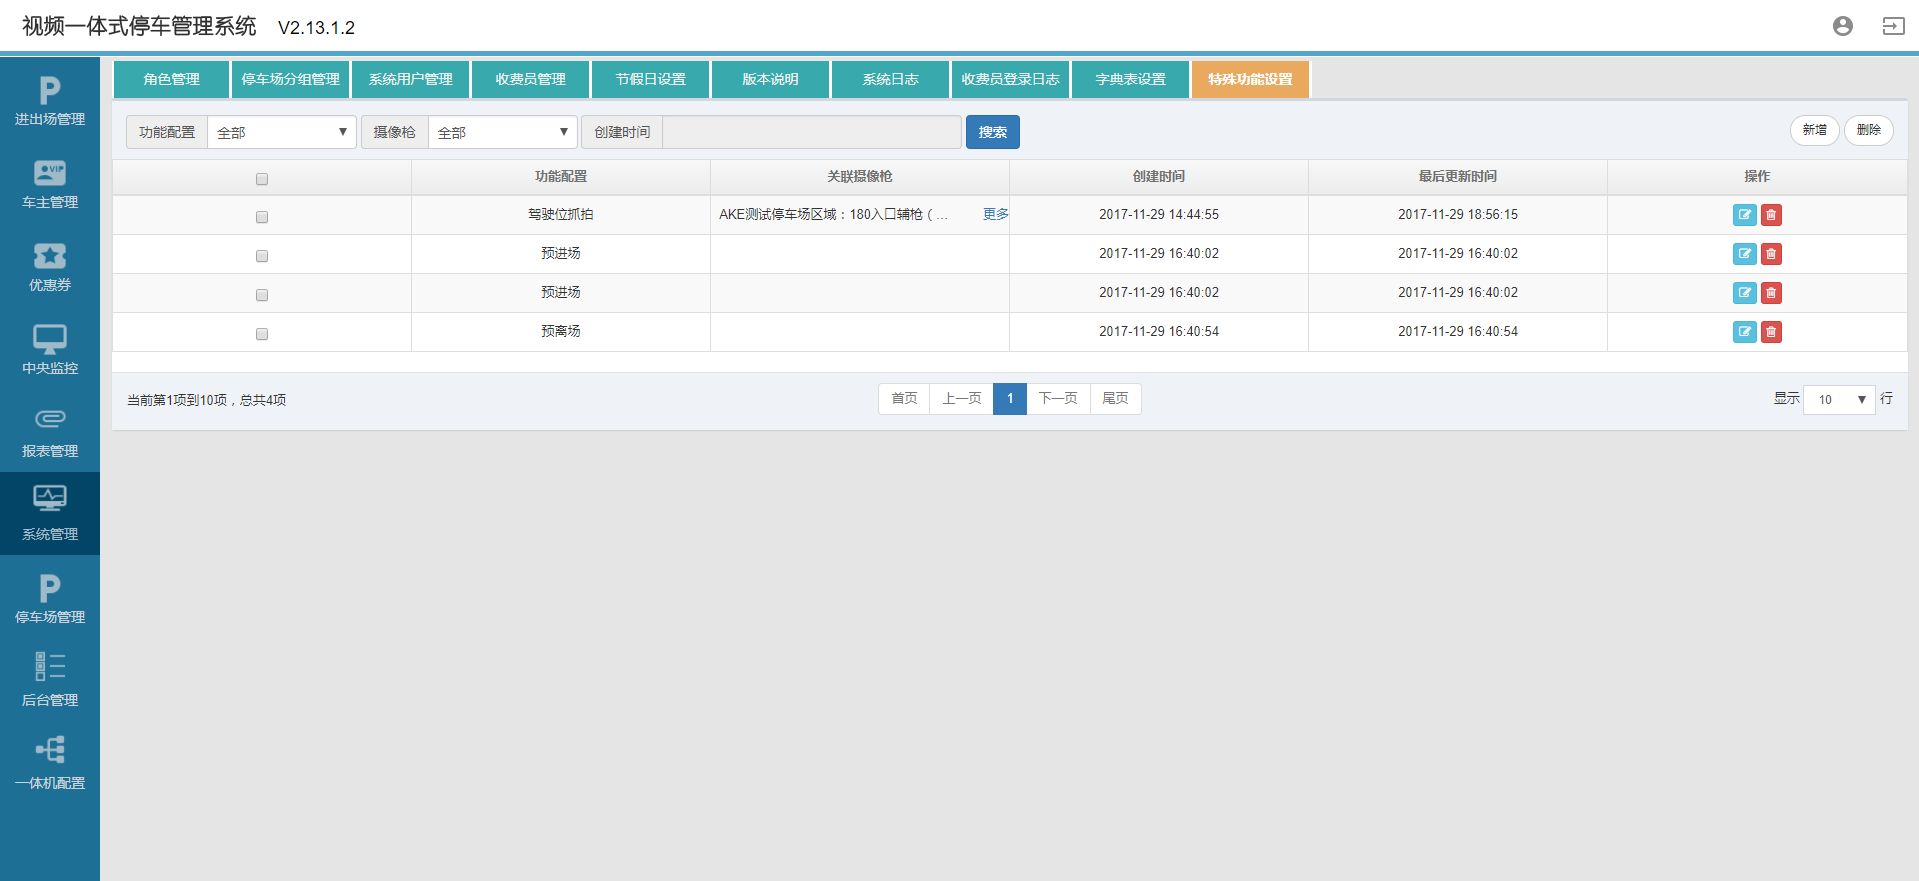 视频一体式停车管理系统 V2.13.1.2
角色管理 停车场分组管理 系统用户管理 收费员管理 节假日设置 版本说明 系统日志 收费员登录日志 字典表设置 特殊功能设置
进出场管理
VIP
车主管理
优惠券
中央监控
报表管理
系统管理
停车场管理
后台管理
一体机配置
功能配置 全部 摄像枪 全部 创建时间 搜索 新增 删除
功能配置 关联摄像枪 创建时间 最后更新时间 操作
驾驶位抓拍 AKE测试停车场区域：180入口辅枪（... 更多 2017-11-29 14:44:55 2017-11-29 18:56:15
预进场 2017-11-29 16:40:02 2017-11-29 16:40:02
预进场 2017-11-29 16:40:02 2017-11-29 16:40:02
预离场 2017-11-29 16:40:54 2017-11-29 16:40:54
当前第1项到10项，总共4项 首页 上一页 1 下一页 尾页 显示 10 行